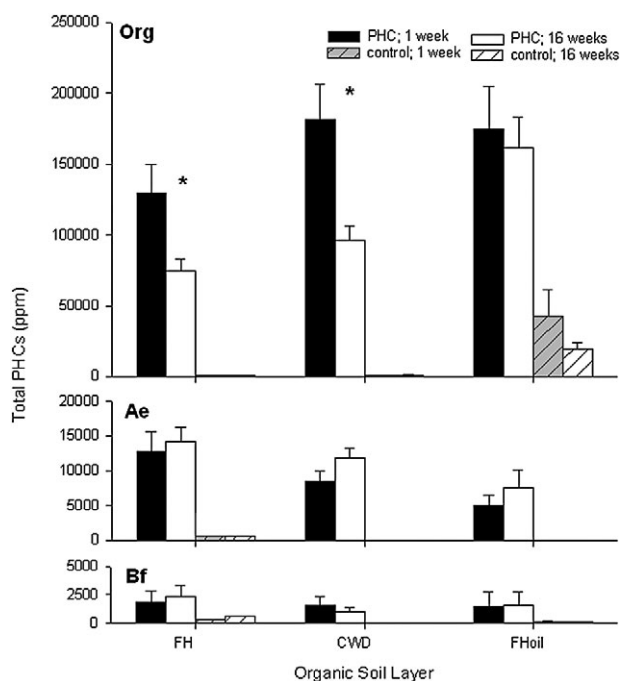 250000
Org
PHC; 1 week
PHC; 16 weeks
control; 1 week
control; 16 weeks
200000
*
*
150000
100000
50000
0
Total PHCs (ppm)
20000
Ae
15000
10000
5000
0
5000
Bf
2500
0
FH
CWD
FHoil
Organic Soil Layer